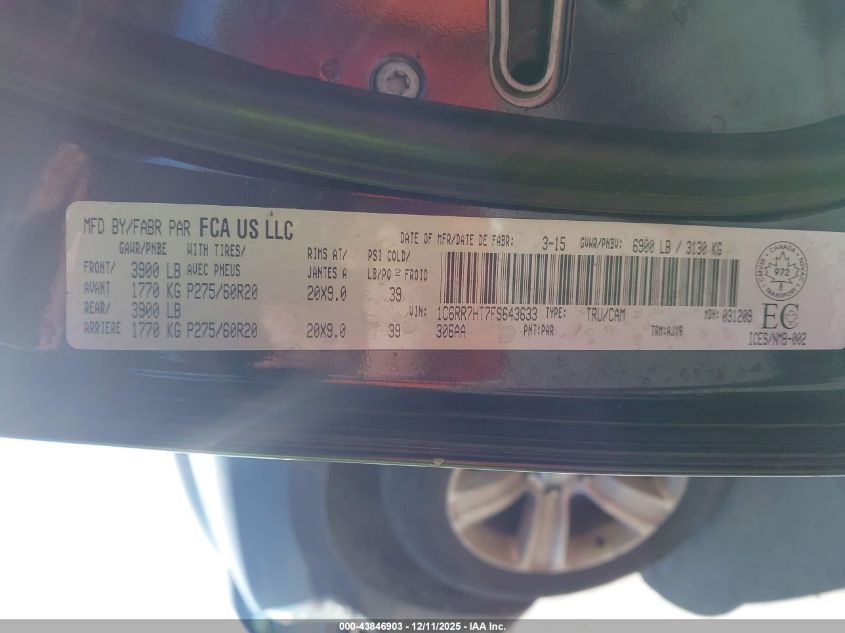 MFD BY/FABR PAR FCA US LLC
DATE OF MFR/DATE DE FABR: 3-15 GVWR/PNBV: 6900 LB / 3130 KG
GAWR/PNBE WITH TIRES/ RIMS AT/ PSI COLD/
FRONT/ 3900 LB AVEC PNEUS JANTES A LB/PO2 FROID
AVANT 1770 KG P275/60R20 20X9.0 39
REAR/ 3900 LB VIN: 1C6RR7HT7FS643633 TYPE: TRU/CAM MDH: 031209
ARRIERE 1770 KG P275/60R20 20X9.0 39 306AA PNT:PAR TRM:AJX9
CANADA
972
TRANSPORT
EC
ICES/NMB-002
000-43846903 - 12/11/2025 - IAA Inc.